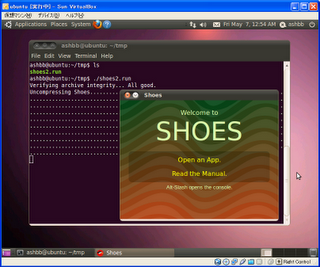 ubuntu [実行中] - Sun VirtualBox
仮想マシン(M) デバイス(D) ヘルプ(H)
Applications Places System
Fri May 7, 12:54 AM ashbb
ashbb@ubuntu: ~/tmp
File Edit View Terminal Help
ashbb@ubuntu:~/tmp$ ls
shoes2.run
ashbb@ubuntu:~/tmp$ ./shoes2.run
Verifying archive integrity... All good.
Uncompressing Shoes
Shoes
Welcome to
SHOES
Open an App.
Read the Manual.
Alt-Slash opens the console.
ashbb@ubuntu: ~/tmp
Shoes
Right Control